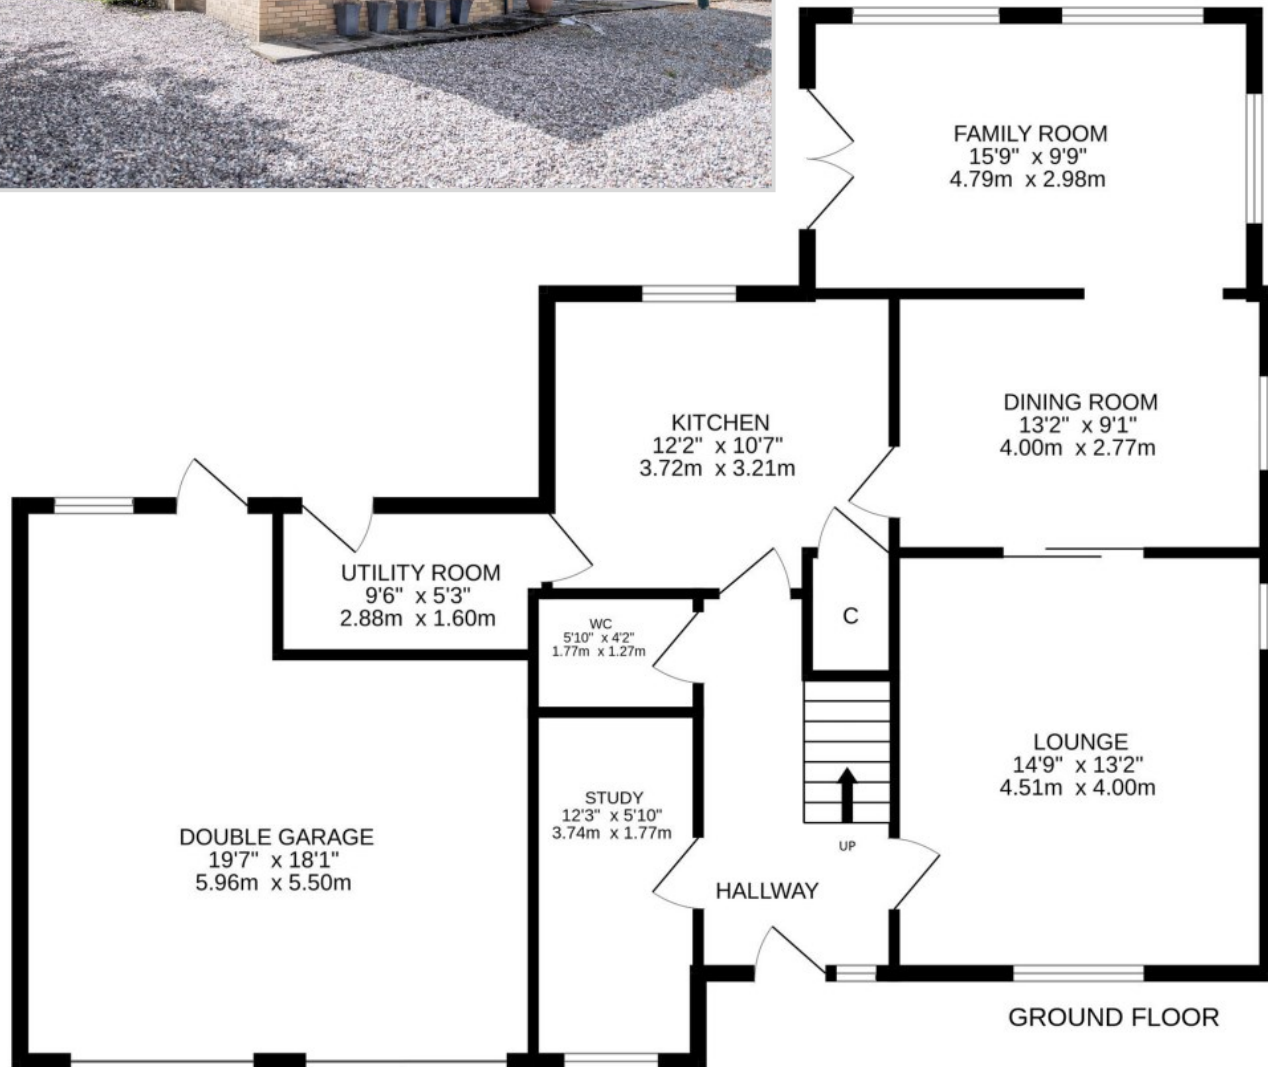 FAMILY ROOM
15'9" x 9'9"
4.79m x 2.98m
KITCHEN
12'2" x 10'7"
3.72m x 3.21m
DINING ROOM
13'2" x 9'1"
4.00m x 2.77m
UTILITY ROOM
9'6" x 5'3"
2.88m x 1.60m
WC
5'10" x 4'2"
1.77m x 1.27m
C
LOUNGE
14'9" x 13'2"
4.51m x 4.00m
STUDY
12'3" x 5'10"
3.74m x 1.77m
DOUBLE GARAGE
19'7" x 18'1"
5.96m x 5.50m
UP
HALLWAY
GROUND FLOOR